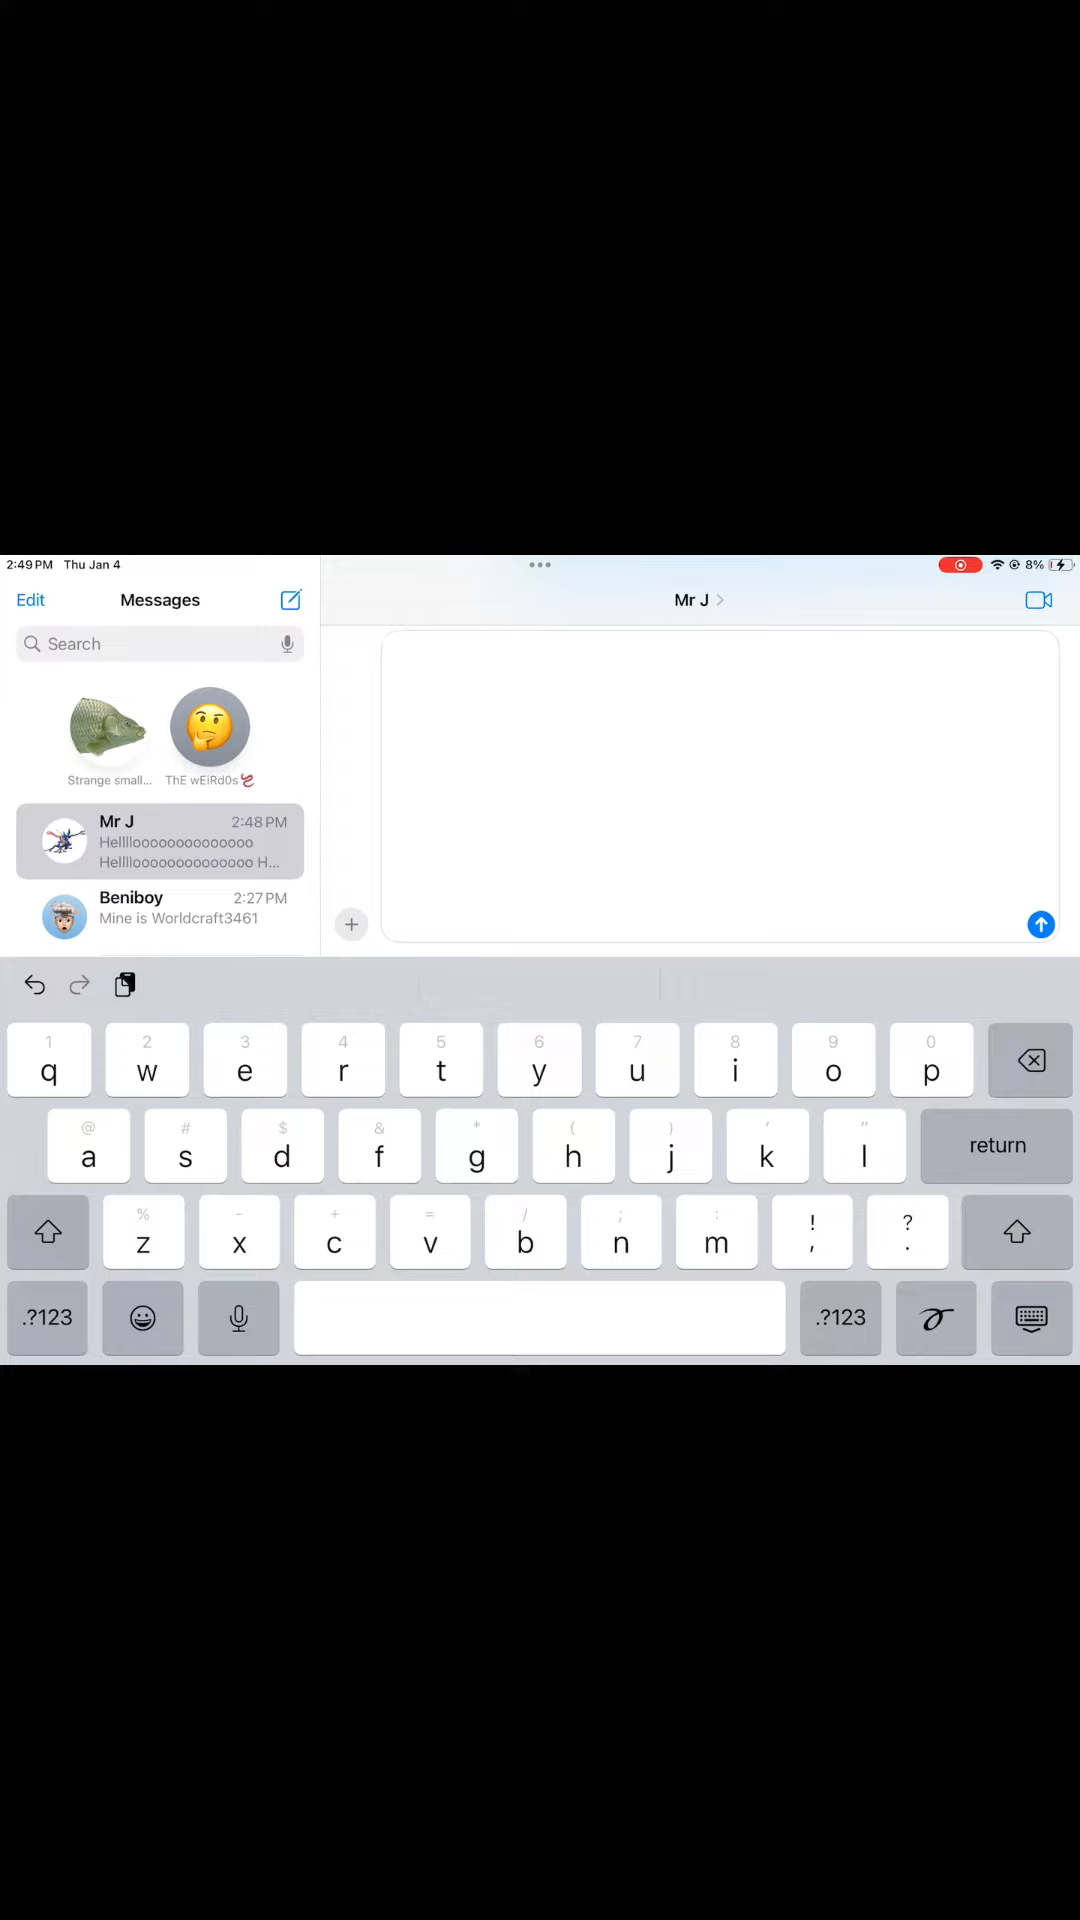 2:49 PM Thu Jan 4
8%
Edit
Messages
Mr J
Search
Strange small...
ThE wEiRd0s
Mr J 2:48 PM
Hellllooooooooooooooo
Hellllooooooooooooooo H...
Beniboy 2:27 PM
Mine is Worldcraft3461
1 2 3 4 5 6 7 8 9 0
q w e r t y u i o p
@ # $ & * ( ) ' "
a s d f g h j k l return
% - + = / ; : ! ?
z x c v b n m , .
.?123 .?123